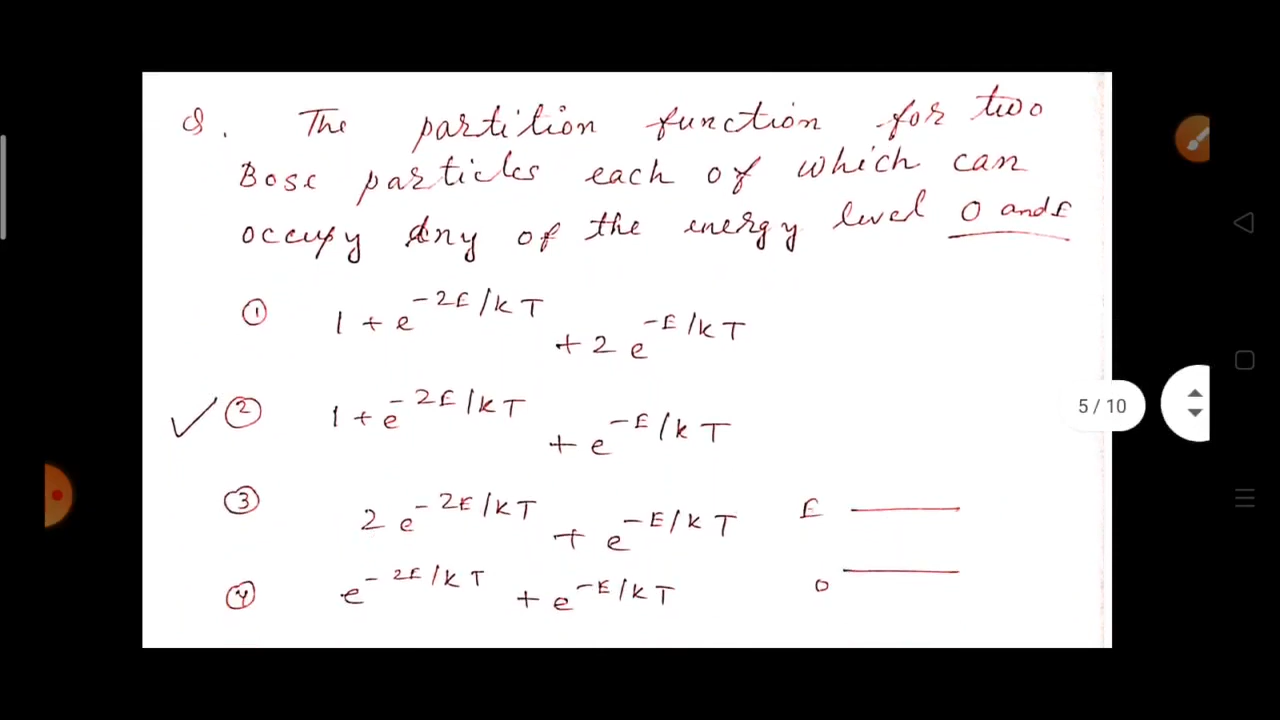 Q. The partition function for two
Bose particles each of which can
occupy any of the energy level 0 and E
① 1 + e^{-2E/kT} + 2 e^{-E/kT}
② 1 + e^{-2E/kT} + e^{-E/kT}
5 / 10
③ 2 e^{-2E/kT} + e^{-E/kT}
E
④ e^{-2E/kT} + e^{-E/kT}
0